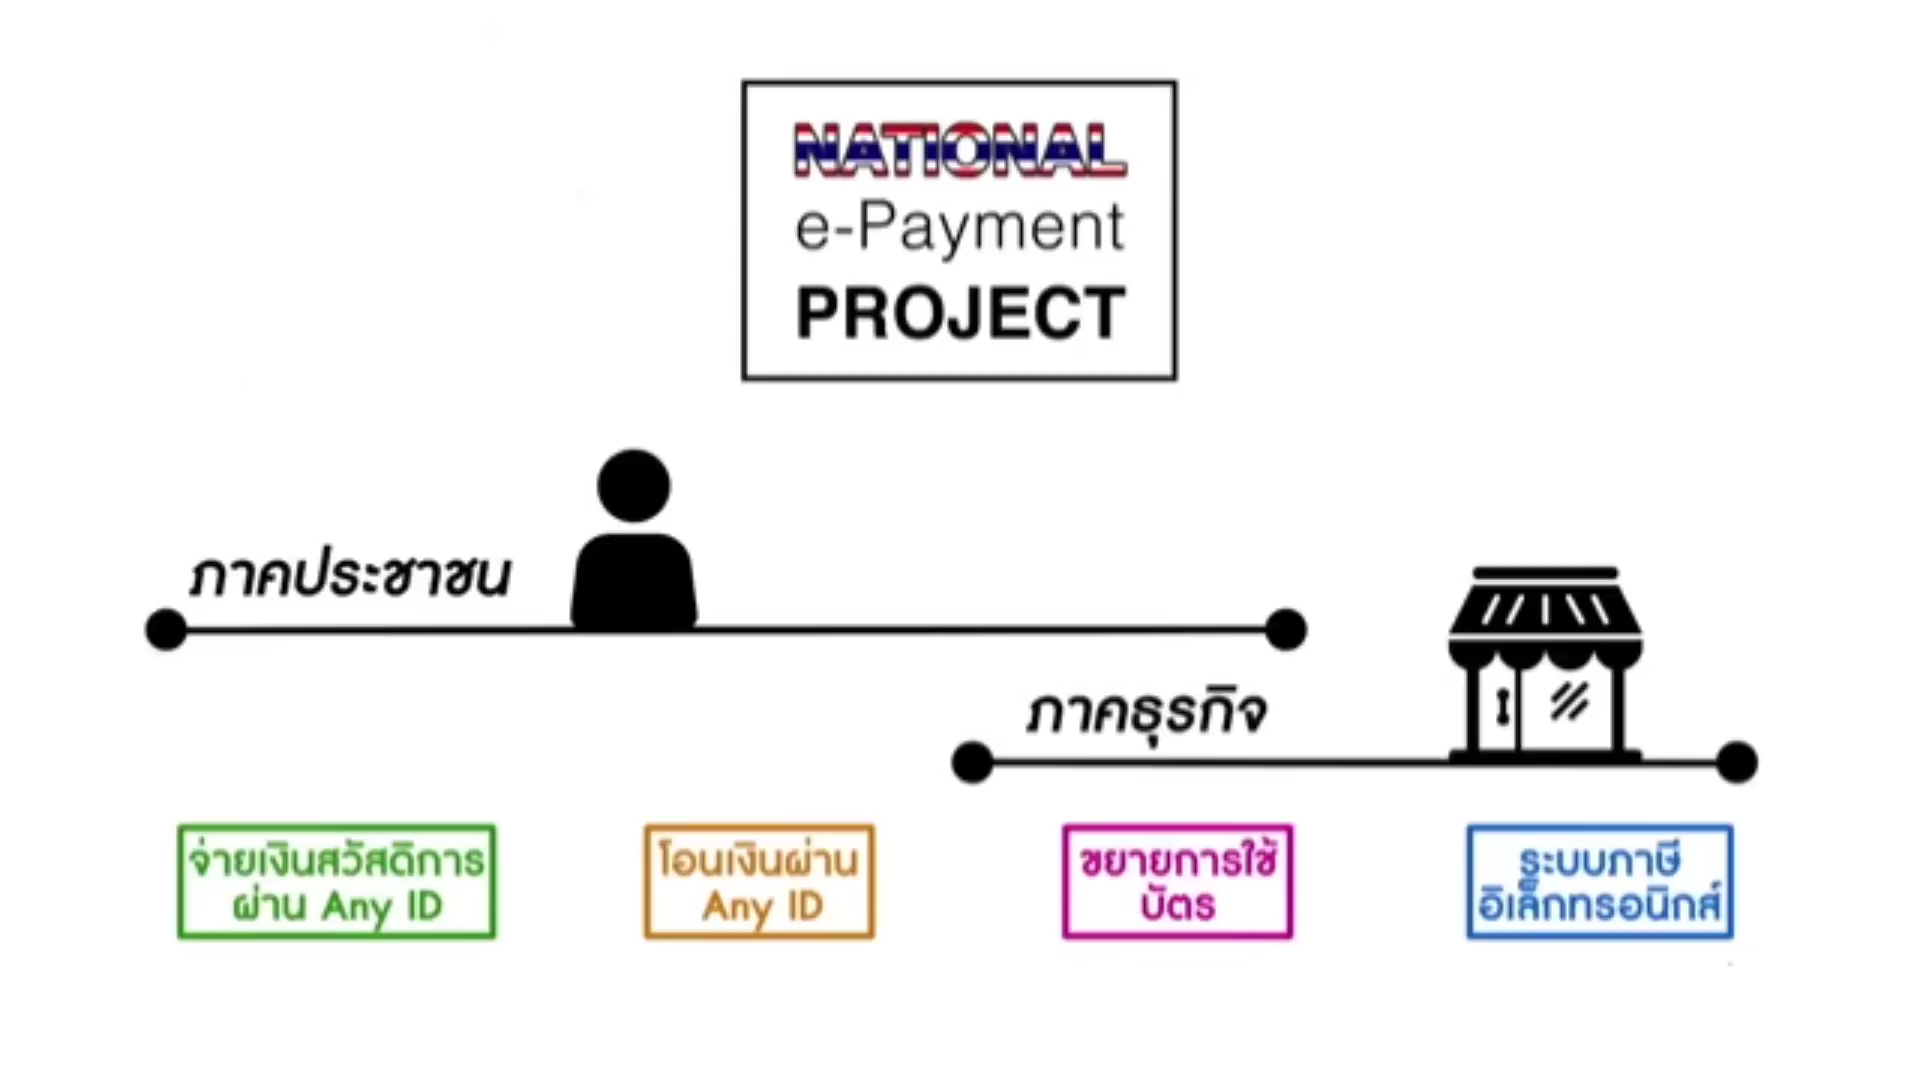 NATIONAL
e-Payment
PROJECT
ภาคประชาชน
ภาคธุรกิจ
จ่ายเงินสวัสดิการ
ผ่าน Any ID
โอนเงินผ่าน
Any ID
ขยายการใช้
บัตร
ระบบภาษี
อิเล็กทรอนิกส์